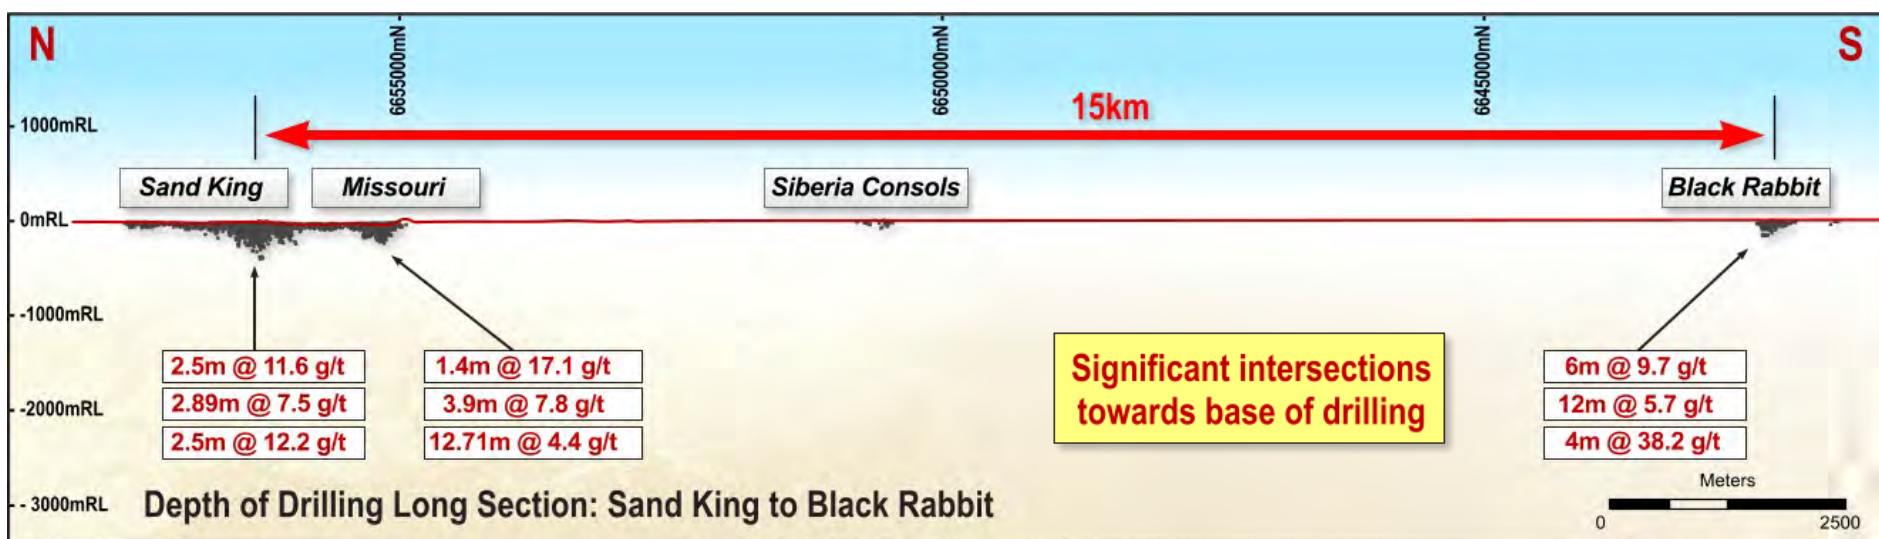 N
S
6655000mN
6650000mN
6645000mN
15km
1000mRL
Sand King
Missouri
Siberia Consols
Black Rabbit
0mRL
-1000mRL
2.5m @ 11.6 g/t
2.89m @ 7.5 g/t
2.5m @ 12.2 g/t
1.4m @ 17.1 g/t
3.9m @ 7.8 g/t
12.71m @ 4.4 g/t
Significant intersections
towards base of drilling
6m @ 9.7 g/t
12m @ 5.7 g/t
4m @ 38.2 g/t
-2000mRL
- 3000mRL
Depth of Drilling Long Section: Sand King to Black Rabbit
Meters
0
2500